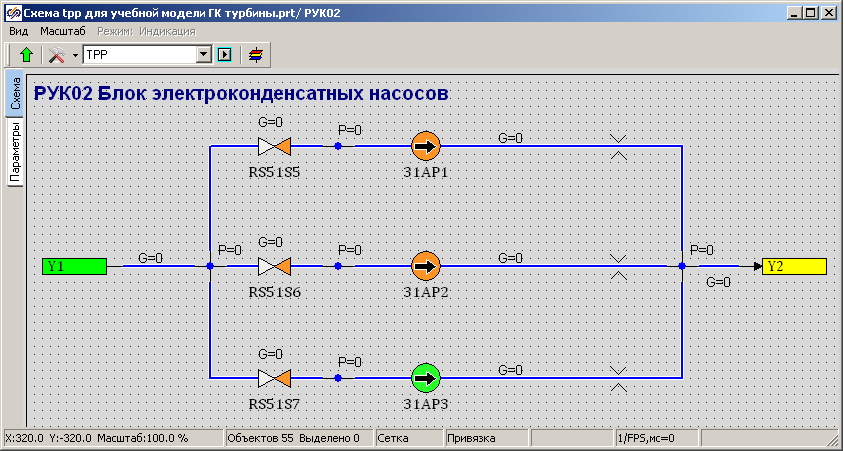 Схема tpp для учебной модели ГК турбины.prt/ РУК02
Вид Масштаб Режим: Индикация
TPP
Схема
Параметры
РУК02 Блок электроконденсатных насосов
G=0
P=0
G=0
RS51S5
31AP1
G=0
P=0
G=0
P=0
G=0
P=0
Y1
Y2
G=0
RS51S6
31AP2
G=0
P=0
G=0
RS51S7
31AP3
X:320.0 Y:-320.0 Масштаб:100.0 % Объектов 55 Выделено 0 Сетка Привязка 1/FPS,мс=0